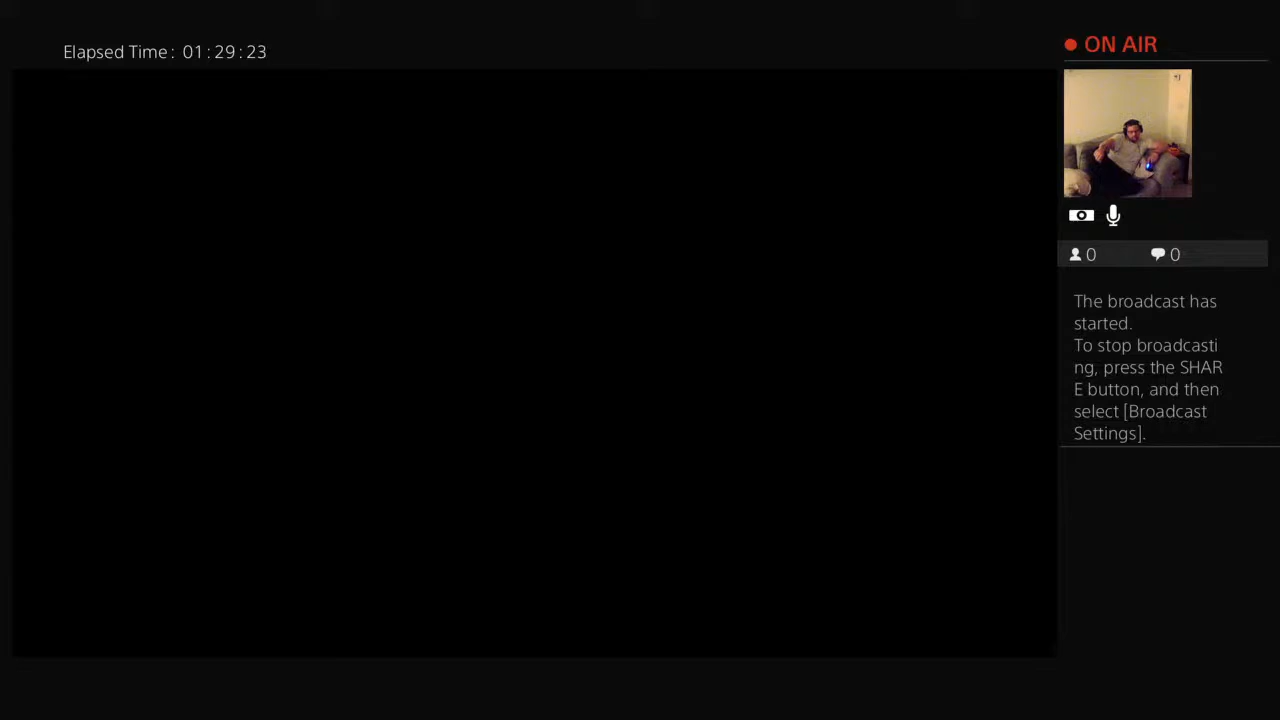 Elapsed Time: 01:29:23
ON AIR
0 0
The broadcast has
started.
To stop broadcasti
ng, press the SHAR
E button, and then
select [Broadcast
Settings].